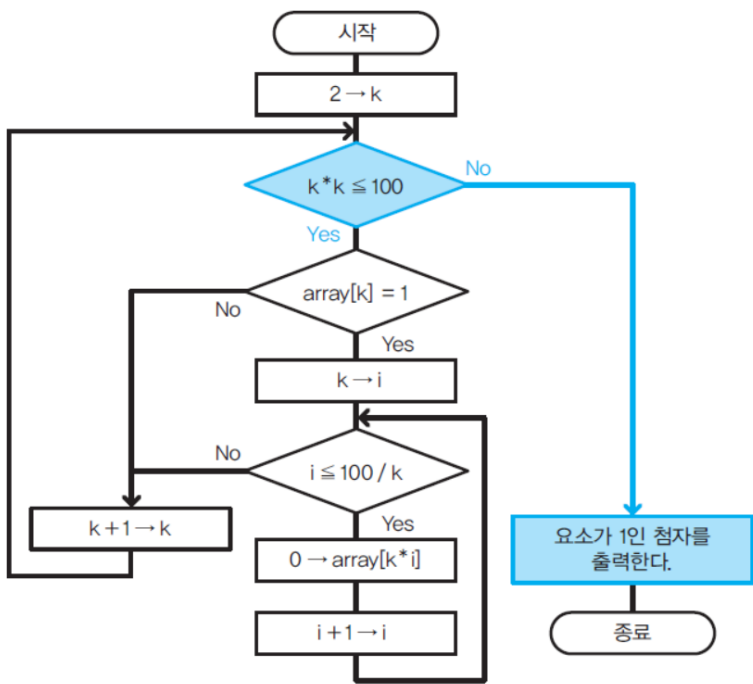 시작
2 → k
k * k ≦ 100
No
Yes
array[k] = 1
No
Yes
k → i
No
i ≦ 100 / k
Yes
k + 1 → k
0 → array[k * i]
i + 1 → i
요소가 1인 첨자를
출력한다.
종료